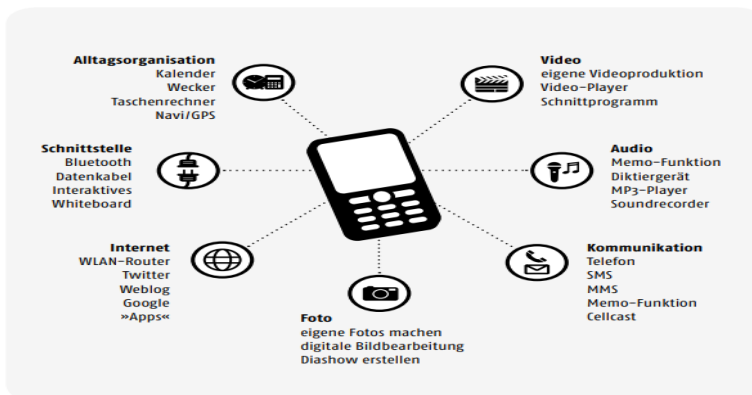 Alltagsorganisation
Kalender
Wecker
Taschenrechner
Navi/GPS
Video
eigene Videoproduktion
Video-Player
Schnittprogramm
Schnittstelle
Bluetooth
Datenkabel
Interaktives
Whiteboard
Audio
Memo-Funktion
Diktiergerät
MP3-Player
Soundrecorder
Internet
WLAN-Router
Twitter
Weblog
Google
»Apps«
Kommunikation
Telefon
SMS
MMS
Memo-Funktion
Cellcast
Foto
eigene Fotos machen
digitale Bildbearbeitung
Diashow erstellen